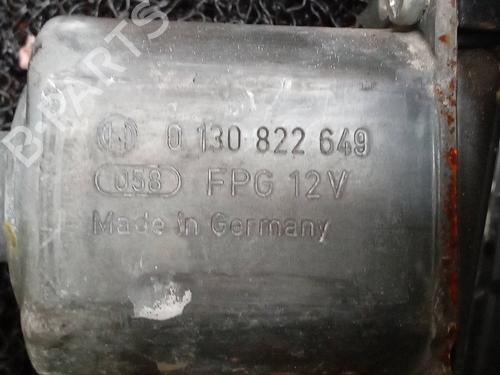 B-PARTS
0 130 822 649
058 FPG 12V
Made In Germany